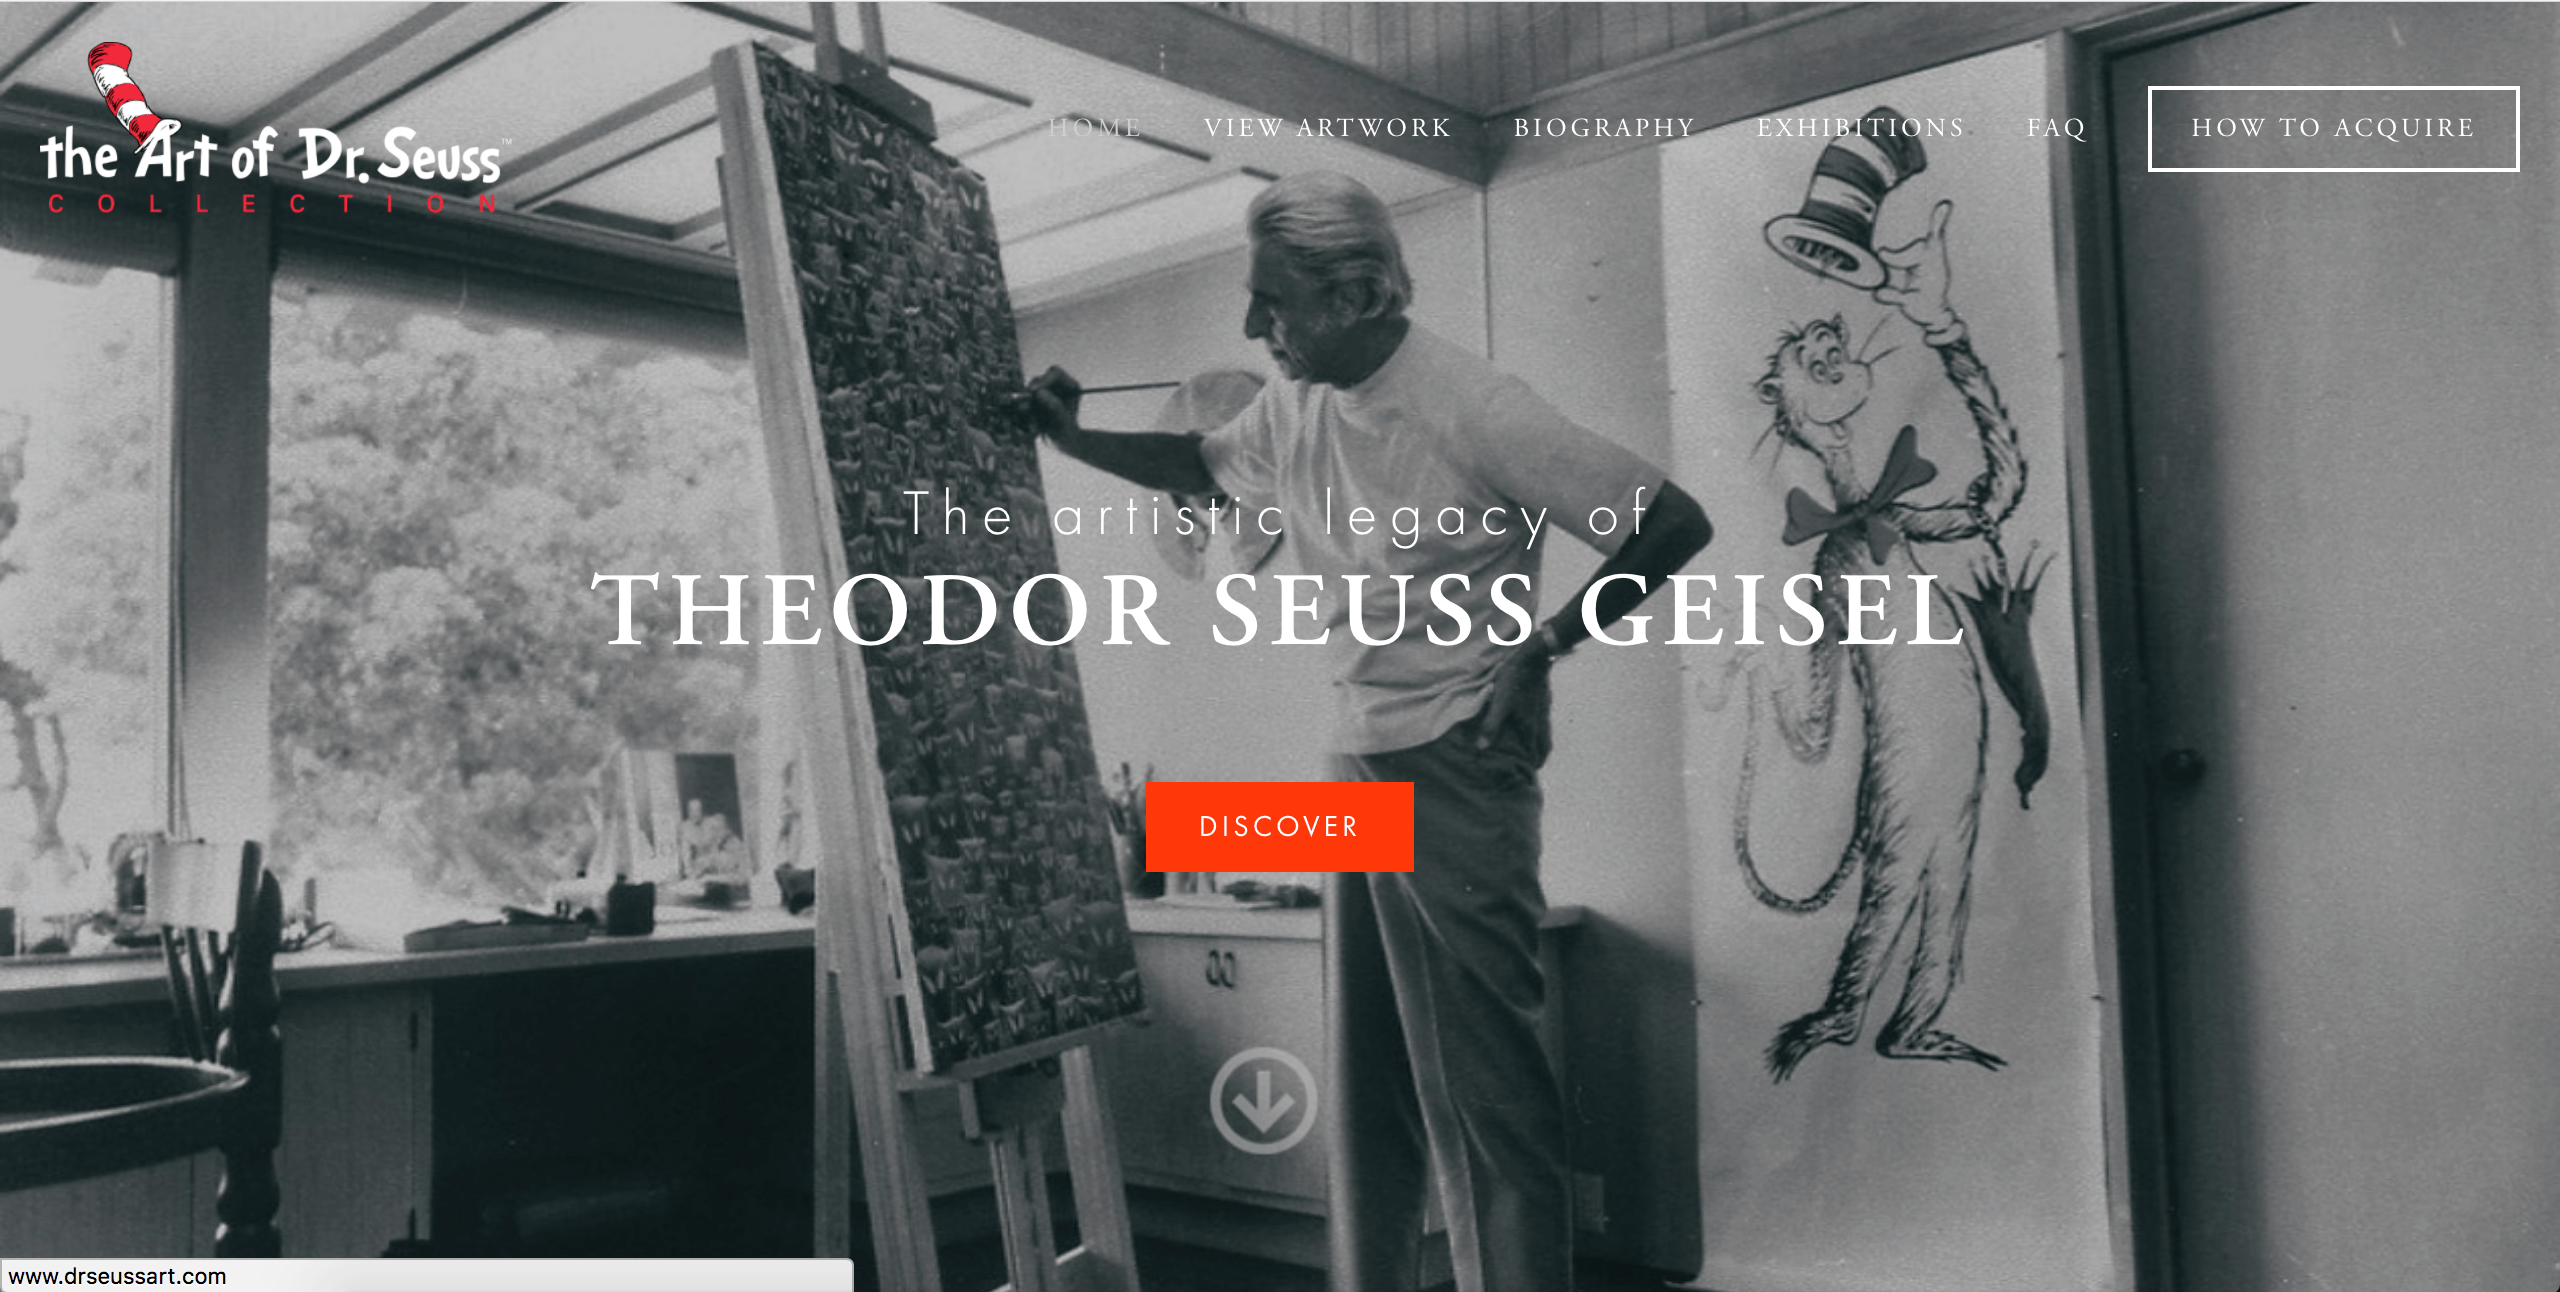 the Art of Dr. Seuss™
COLLECTION
HOME VIEW ARTWORK BIOGRAPHY EXHIBITIONS FAQ HOW TO ACQUIRE
The artistic legacy of
THEODOR SEUSS GEISEL
DISCOVER
www.drseussart.com